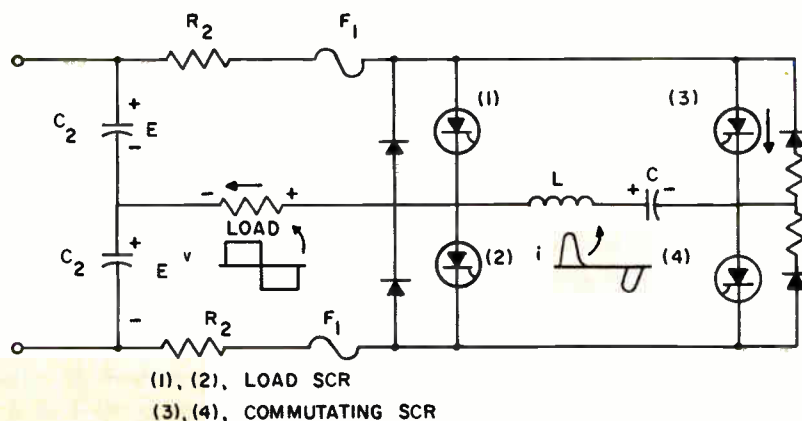 R2 F1
(1) (3)
C2 + E -
L + C -
- LOAD +
C2 + E - v
(2) i (4)
R2 F1
(1), (2), LOAD SCR
(3), (4), COMMUTATING SCR